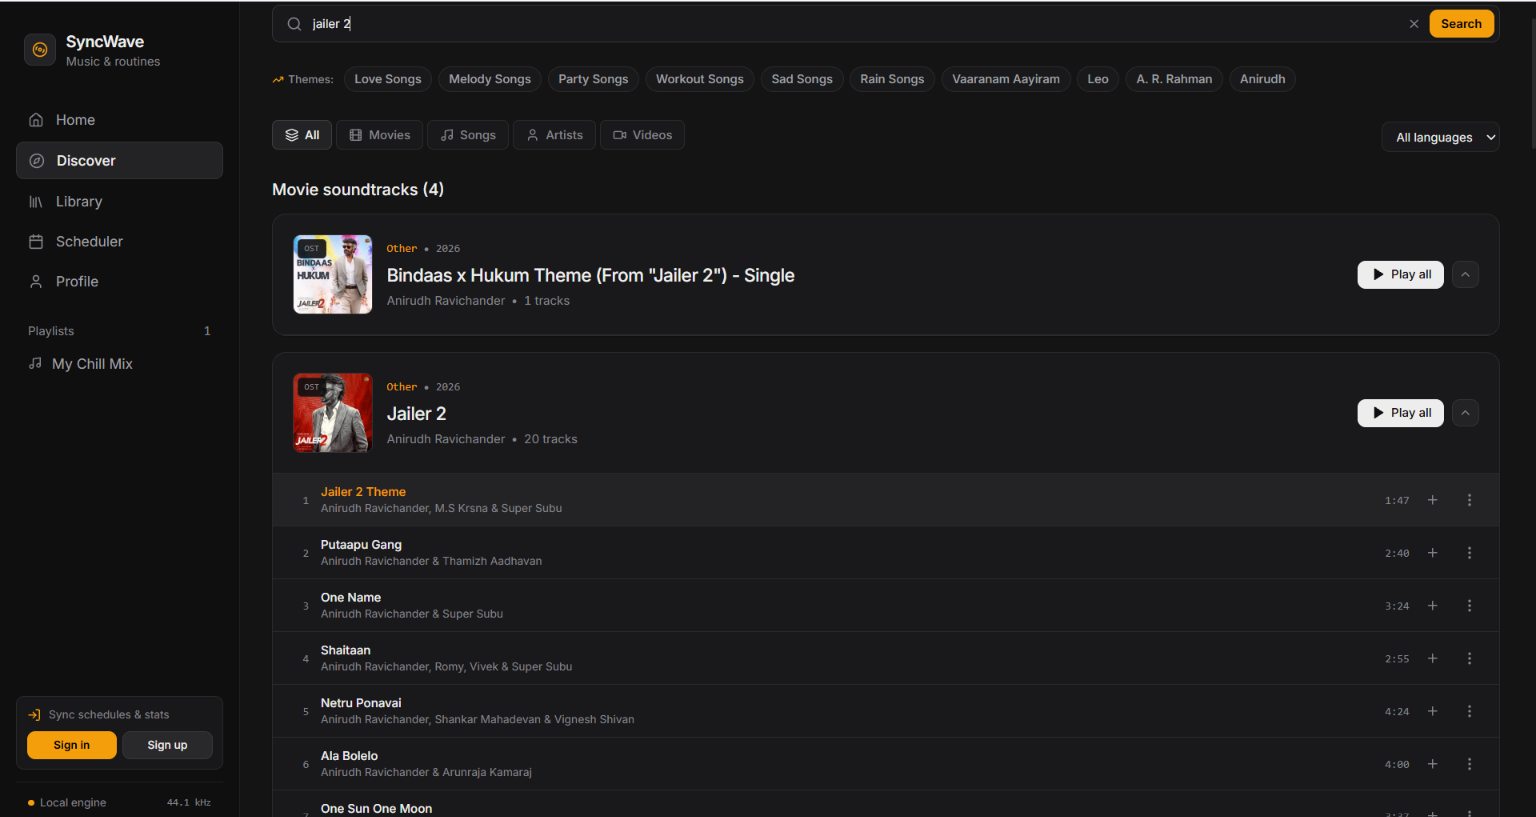 jailer 2
Search
SyncWave
Music & routines
Themes:
Love Songs
Melody Songs
Party Songs
Workout Songs
Sad Songs
Rain Songs
Vaaranam Aayiram
Leo
A. R. Rahman
Anirudh
Home
Discover
Library
Scheduler
Profile
Playlists 1
My Chill Mix
All
Movies
Songs
Artists
Videos
All languages
Movie soundtracks (4)
OST
BINDAAS
HUKUM
JAILER 2
Other • 2026
Bindaas x Hukum Theme (From "Jailer 2") - Single
Anirudh Ravichander • 1 tracks
Play all
OST
JAILER 2
Other • 2026
Jailer 2
Anirudh Ravichander • 20 tracks
Play all
1 Jailer 2 Theme 1:47
Anirudh Ravichander, M.S Krsna & Super Subu
2 Putaapu Gang 2:40
Anirudh Ravichander & Thamizh Aadhavan
3 One Name 3:24
Anirudh Ravichander & Super Subu
4 Shaitaan 2:55
Anirudh Ravichander, Romy, Vivek & Super Subu
5 Netru Ponavai 4:24
Anirudh Ravichander, Shankar Mahadevan & Vignesh Shivan
6 Ala Bolelo 4:00
Anirudh Ravichander & Arunraja Kamaraj
One Sun One Moon
Sync schedules & stats
Sign in
Sign up
Local engine 44.1 kHz